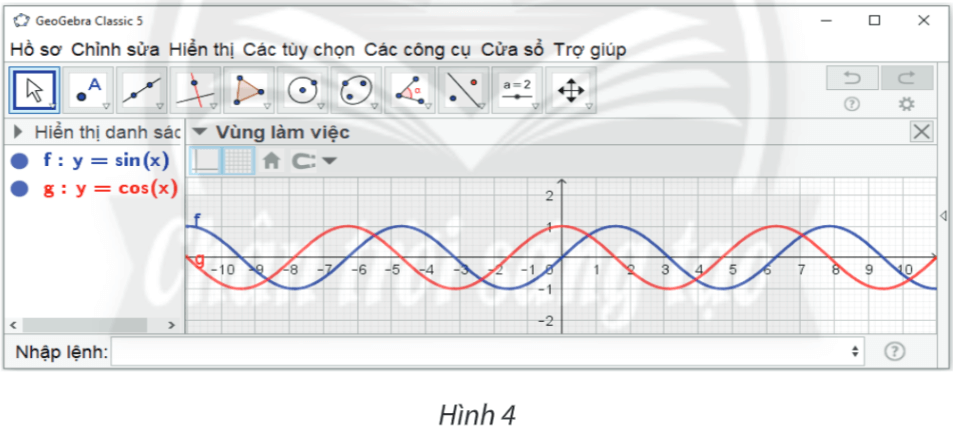 GeoGebra Classic 5
Hồ sơ Chỉnh sửa Hiển thị Các tùy chọn Các công cụ Cửa sổ Trợ giúp
A
α
a=2
Hiển thị danh sác
Vùng làm việc
f : y = sin(x)
g : y = cos(x)
f
g
2
1
-10 -9 -8 -7 -6 -5 -4 -3 -2 -1 0 1 2 3 4 5 6 7 8 9 10
-1
-2
Nhập lệnh:
Hình 4